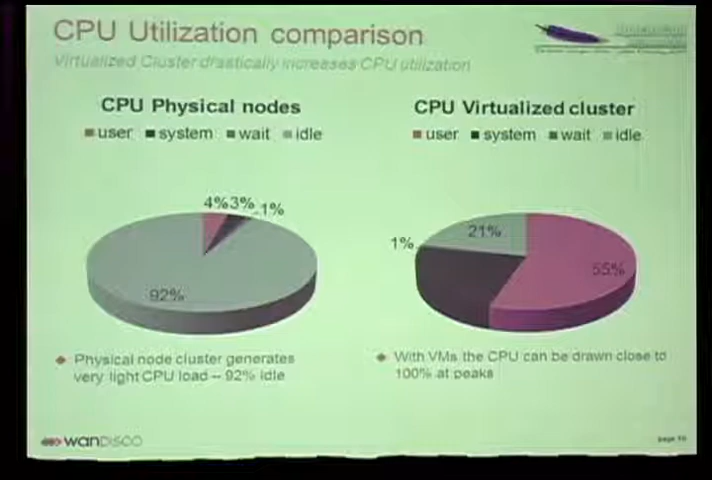 CPU Utilization comparison
Virtualized Cluster drastically increases CPU utilization
CPU Physical nodes
user system wait idle
4% 3% 1%
92%
Physical node cluster generates
very light CPU load – 92% idle
CPU Virtualized cluster
user system wait idle
1% 21%
55%
With VMs the CPU can be drawn close to
100% at peaks
WANDISCO
page